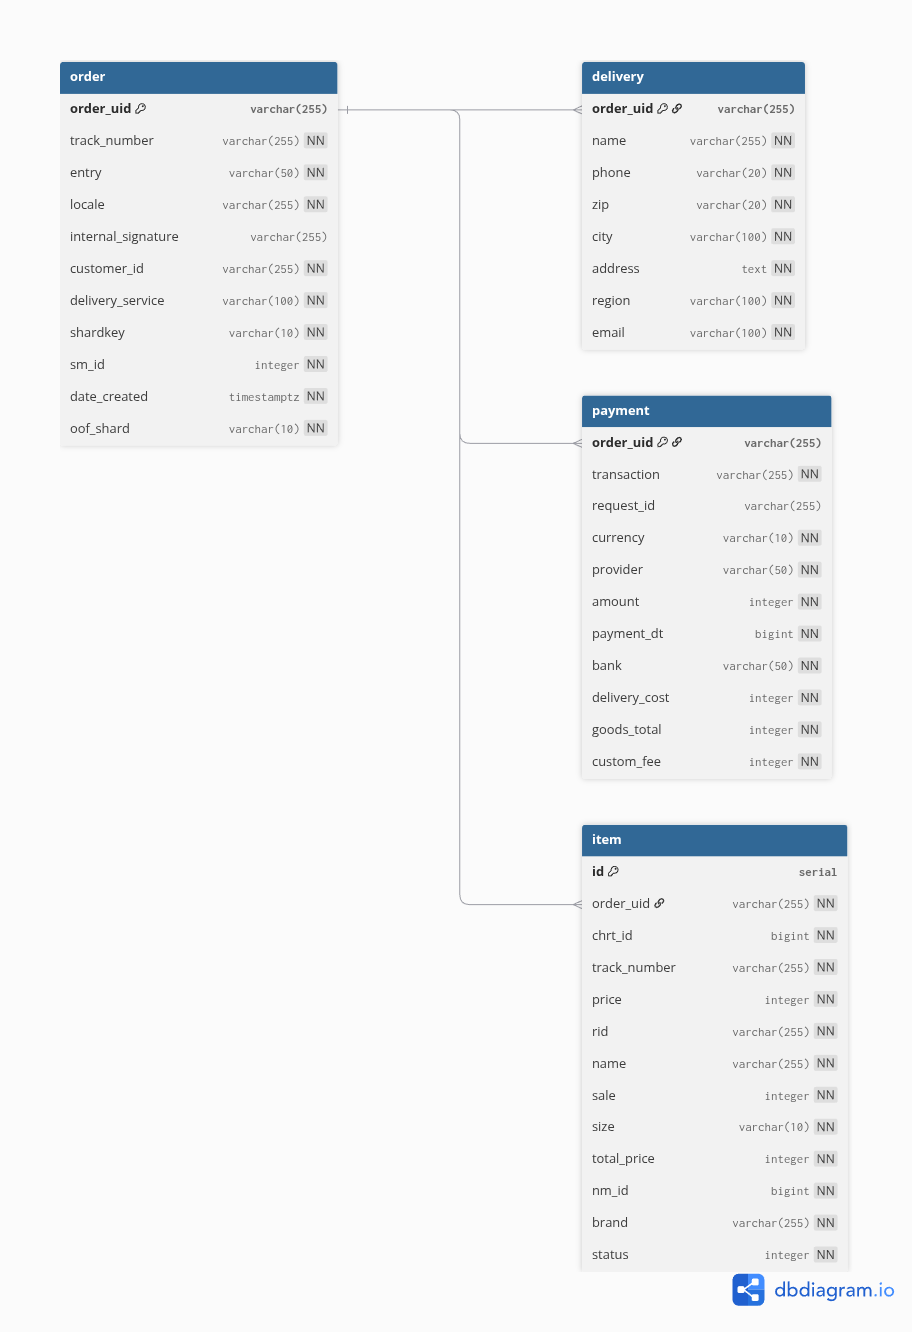 order
order_uid varchar(255)
track_number varchar(255) NN
entry varchar(50) NN
locale varchar(255) NN
internal_signature varchar(255)
customer_id varchar(255) NN
delivery_service varchar(100) NN
shardkey varchar(10) NN
sm_id integer NN
date_created timestamptz NN
oof_shard varchar(10) NN
delivery
order_uid varchar(255)
name varchar(255) NN
phone varchar(20) NN
zip varchar(20) NN
city varchar(100) NN
address text NN
region varchar(100) NN
email varchar(100) NN
payment
order_uid varchar(255)
transaction varchar(255) NN
request_id varchar(255)
currency varchar(10) NN
provider varchar(50) NN
amount integer NN
payment_dt bigint NN
bank varchar(50) NN
delivery_cost integer NN
goods_total integer NN
custom_fee integer NN
item
id serial
order_uid varchar(255) NN
chrt_id bigint NN
track_number varchar(255) NN
price integer NN
rid varchar(255) NN
name varchar(255) NN
sale integer NN
size varchar(10) NN
total_price integer NN
nm_id bigint NN
brand varchar(255) NN
status integer NN
dbdiagram.io